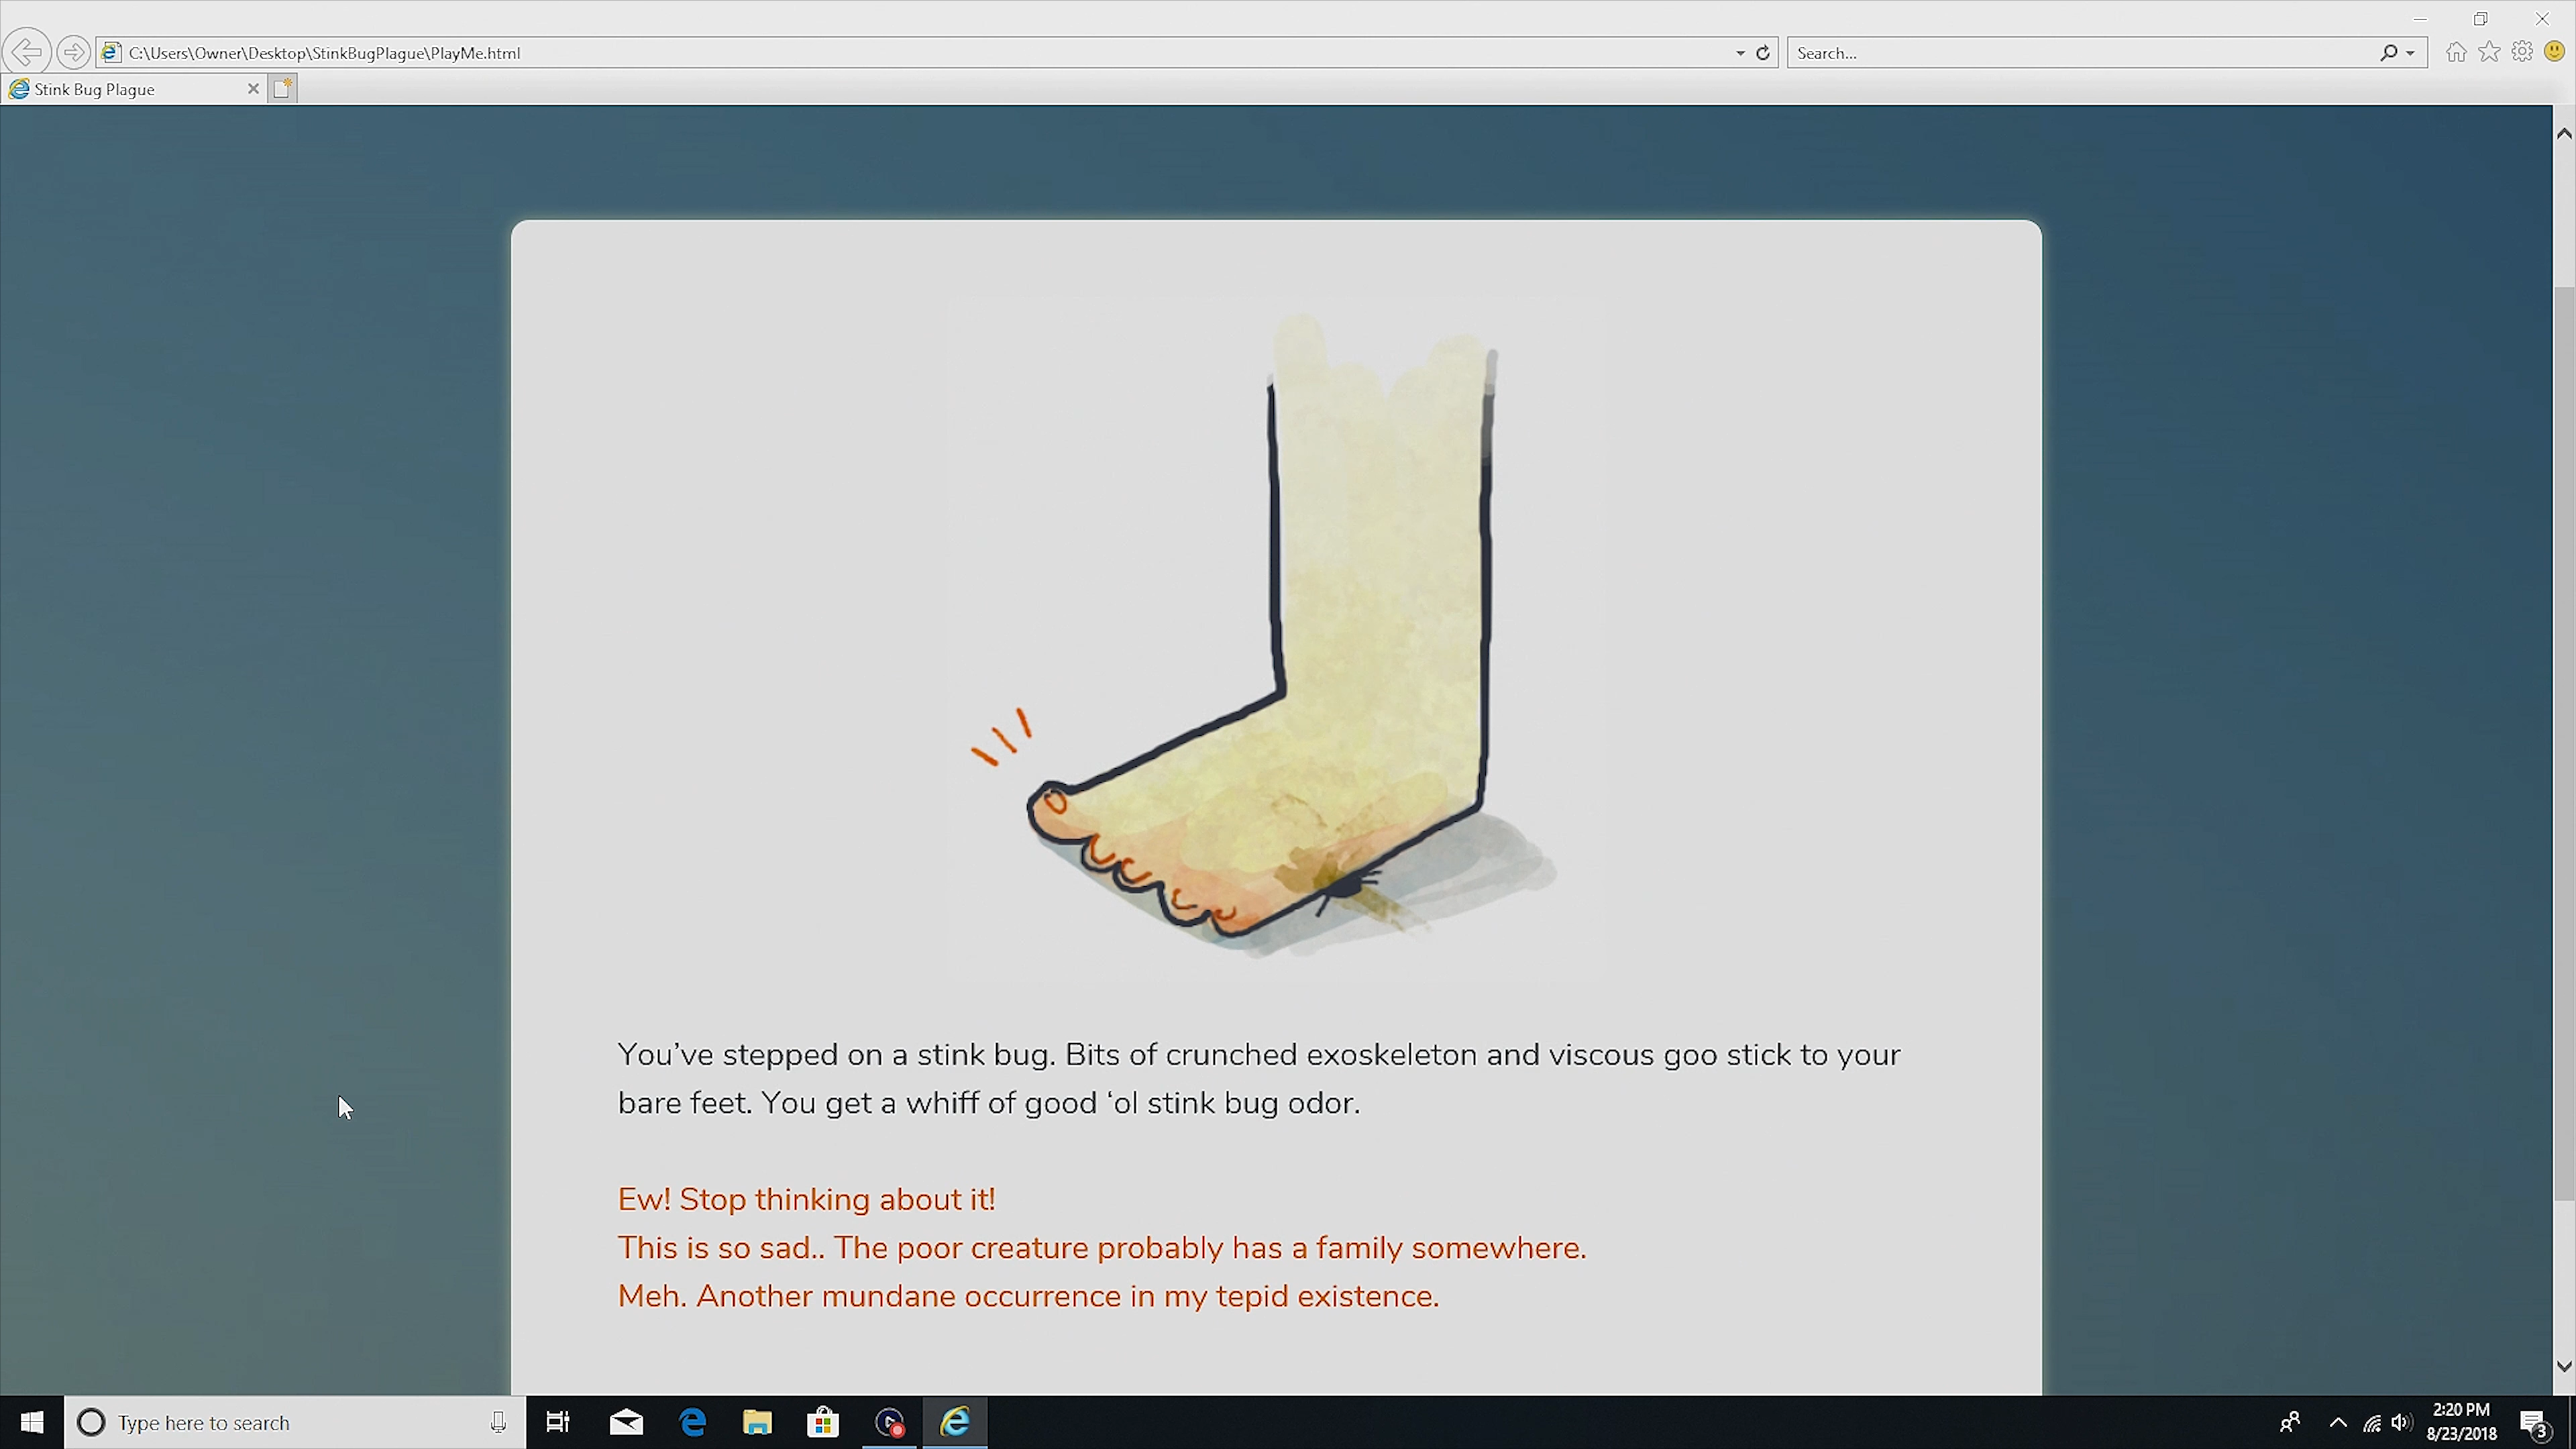 C:\Users\Owner\Desktop\StinkBugPlague\PlayMe.html
Search...
Stink Bug Plague
You’ve stepped on a stink bug. Bits of crunched exoskeleton and viscous goo stick to your
bare feet. You get a whiff of good ‘ol stink bug odor.
Ew! Stop thinking about it!
This is so sad.. The poor creature probably has a family somewhere.
Meh. Another mundane occurrence in my tepid existence.
Type here to search
2:20 PM
8/23/2018
3